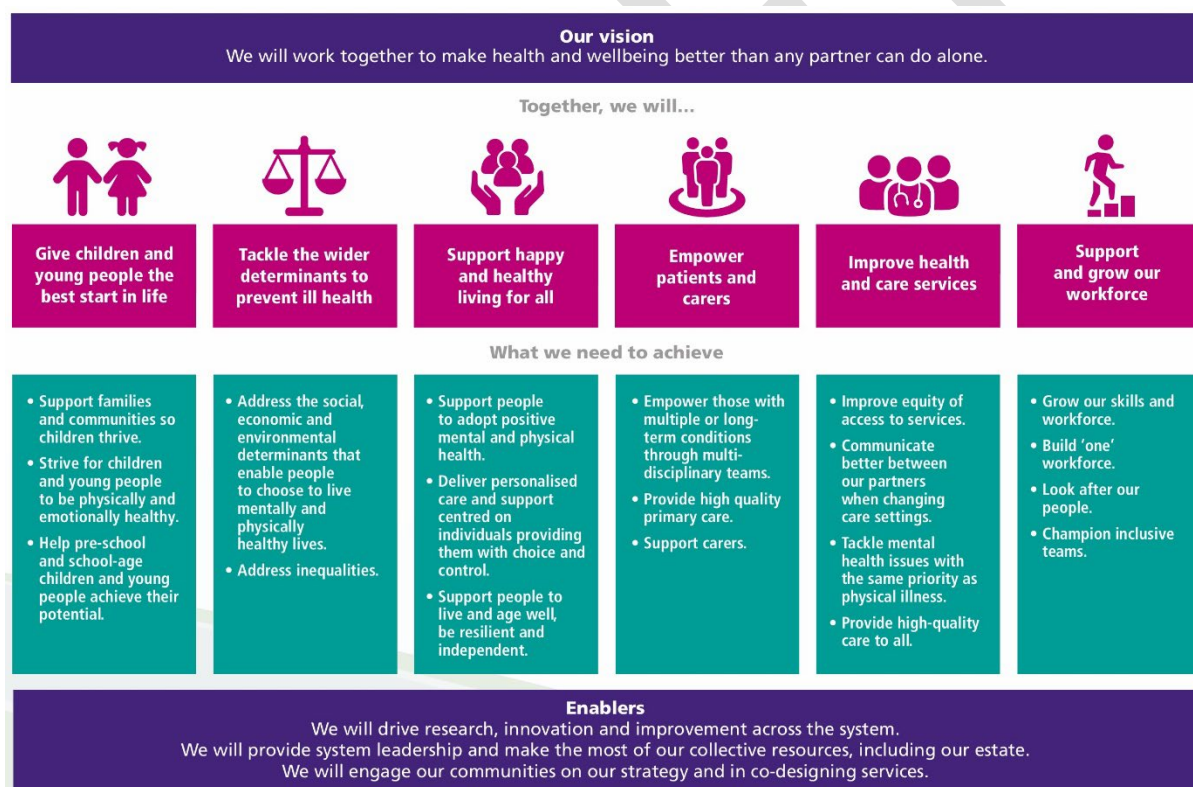 Our vision
We will work together to make health and wellbeing better than any partner can do alone.
Together, we will...
Give children and
young people the
best start in life
Tackle the wider
determinants to
prevent ill health
Support happy
and healthy
living for all
Empower
patients and
carers
Improve health
and care services
Support
and grow our
workforce
What we need to achieve
• Support families
and communities so
children thrive.
• Strive for children
and young people
to be physically and
emotionally healthy.
• Help pre-school
and school-age
children and young
people achieve their
potential.
• Address the social,
economic and
environmental
determinants that
enable people
to choose to live
mentally and
physically
healthy lives.
• Address inequalities.
• Support people
to adopt positive
mental and physical
health.
• Deliver personalised
care and support
centred on
individuals providing
them with choice and
control.
• Support people to
live and age well,
be resilient and
independent.
• Empower those with
multiple or long-
term conditions
through multi-
disciplinary teams.
• Provide high quality
primary care.
• Support carers.
• Improve equity of
access to services.
• Communicate
better between
our partners
when changing
care settings.
• Tackle mental
health issues with
the same priority as
physical illness.
• Provide high-quality
care to all.
• Grow our skills and
workforce.
• Build 'one'
workforce.
• Look after our
people.
• Champion inclusive
teams.
Enablers
We will drive research, innovation and improvement across the system.
We will provide system leadership and make the most of our collective resources, including our estate.
We will engage our communities on our strategy and in co-designing services.